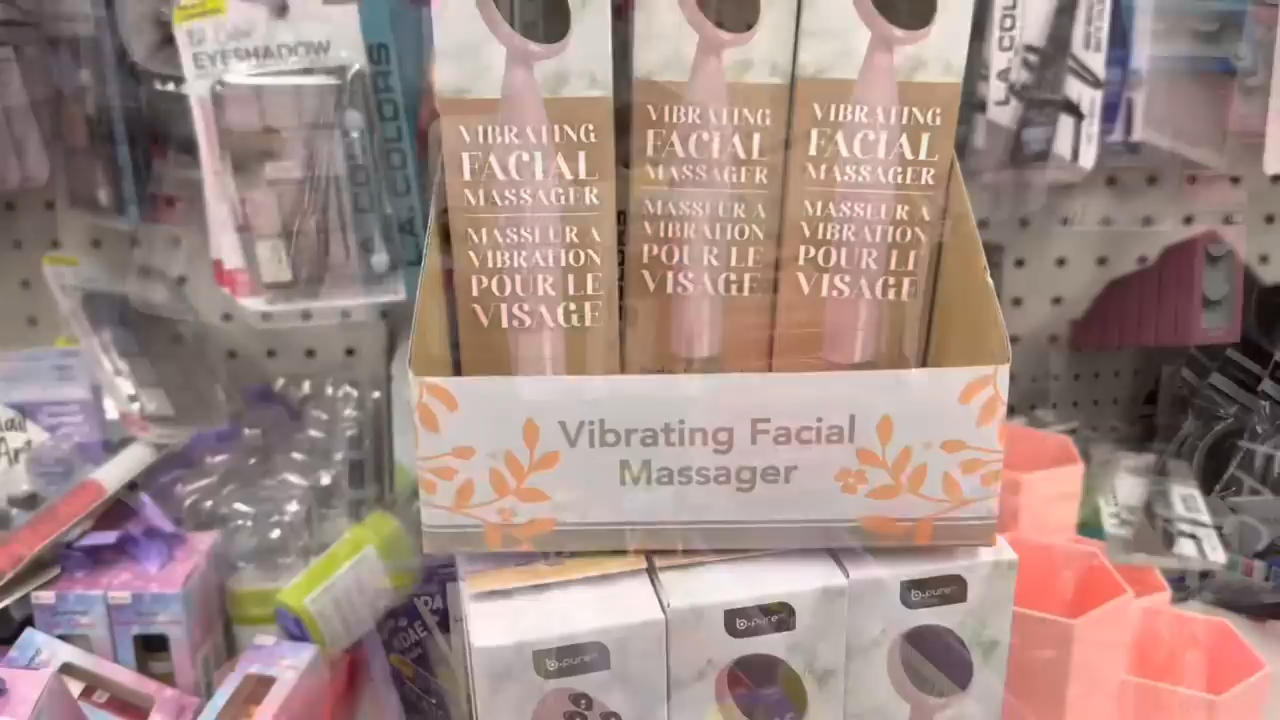 EYESHADOW
L.A. COLORS
L.A. COL
VIBRATING
FACIAL
MASSAGER
MASSEUR A
VIBRATION
POUR LE
VISAGE
VIBRATING
FACIAL
MASSAGER
MASSEUR A
VIBRATION
POUR LE
VISAGE
VIBRATING
FACIAL
MASSAGER
MASSEUR A
VIBRATION
POUR LE
VISAGE
Vibrating Facial
Massager
Art
b·pure
b·pure
b·pure